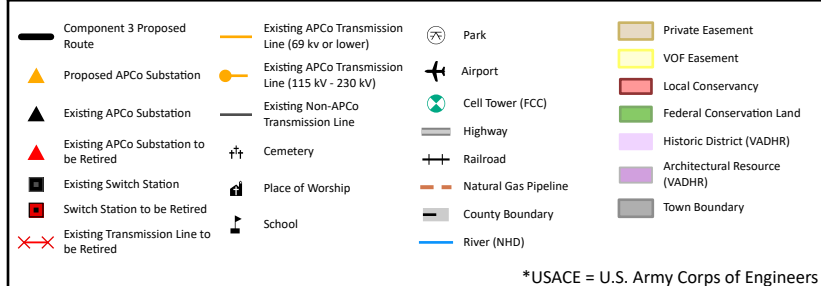 Component 3 Proposed
Route
Proposed APCo Substation
Existing APCo Substation
Existing APCo Substation to
be Retired
Existing Switch Station
Switch Station to be Retired
Existing Transmission Line to
be Retired
Existing APCo Transmission
Line (69 kv or lower)
Existing APCo Transmission
Line (115 kV - 230 kV)
Existing Non-APCo
Transmission Line
Cemetery
Place of Worship
School
Park
Airport
Cell Tower (FCC)
Highway
Railroad
Natural Gas Pipeline
County Boundary
River (NHD)
Private Easement
VOF Easement
Local Conservancy
Federal Conservation Land
Historic District (VADHR)
Architectural Resource
(VADHR)
Town Boundary
*USACE = U.S. Army Corps of Engineers